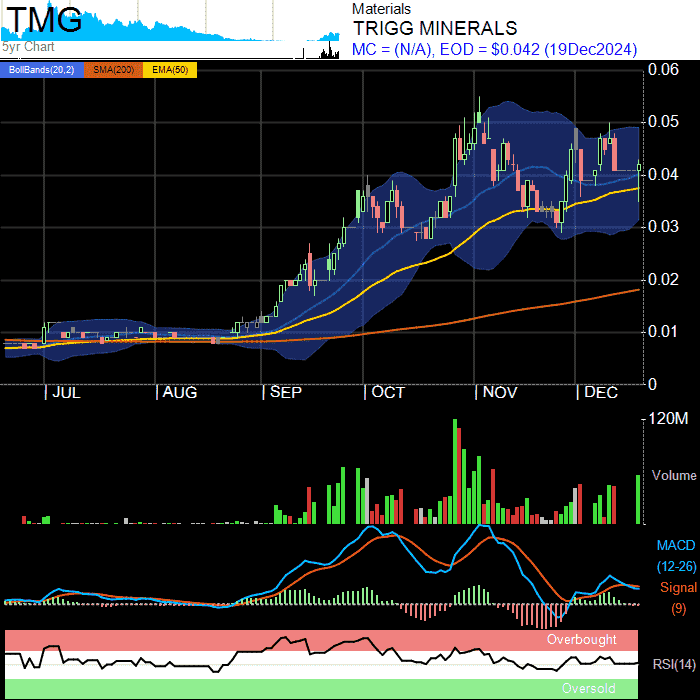 TMG
5yr Chart
Materials
TRIGG MINERALS
MC = (N/A), EOD = $0.042 (19Dec2024)
BollBands(20,2) SMA(200) EMA(50)
0.06
0.05
0.04
0.03
0.02
0.01
0
JUL AUG SEP OCT NOV DEC
120M
Volume
MACD
(12-26)
Signal
(9)
Overbought
RSI(14)
Oversold